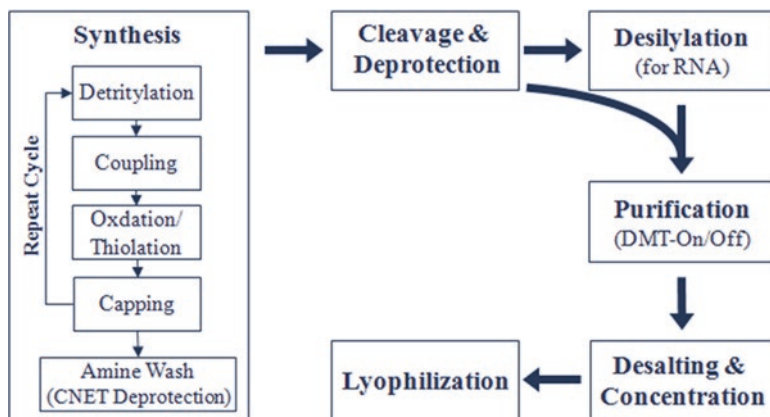 Synthesis
Repeat Cycle
Detritylation
Coupling
Oxdation/
Thiolation
Capping
Amine Wash
(CNET Deprotection)
Cleavage &
Deprotection
Desilylation
(for RNA)
Purification
(DMT-On/Off)
Desalting &
Concentration
Lyophilization